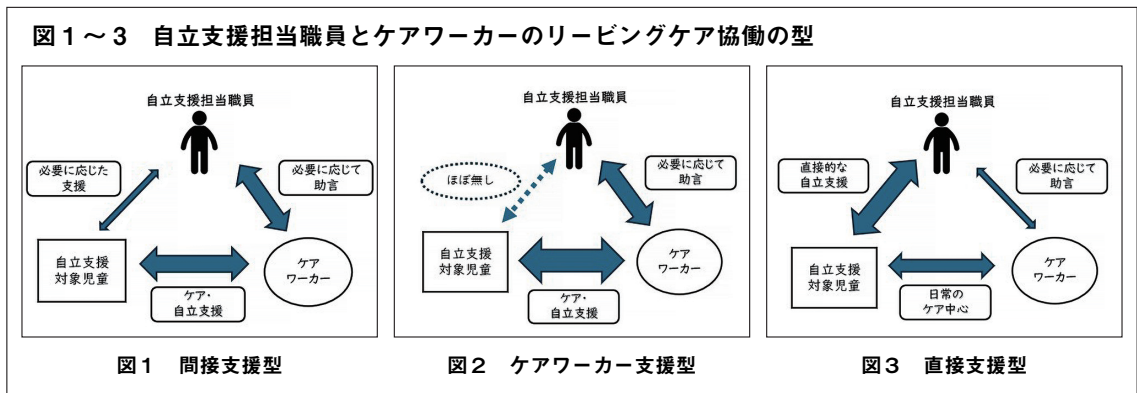 図1～3 自立支援担当職員とケアワーカーのリービングケア協働の型
自立支援担当職員
必要に応じた
支援
必要に応じて
助言
自立支援
対象児童
ケア
ワーカー
ケア・
自立支援
図1 間接支援型
自立支援担当職員
ほぼ無し
必要に応じて
助言
自立支援
対象児童
ケア
ワーカー
ケア・
自立支援
図2 ケアワーカー支援型
自立支援担当職員
直接的な
自立支援
必要に応じて
助言
自立支援
対象児童
ケア
ワーカー
日常の
ケア中心
図3 直接支援型